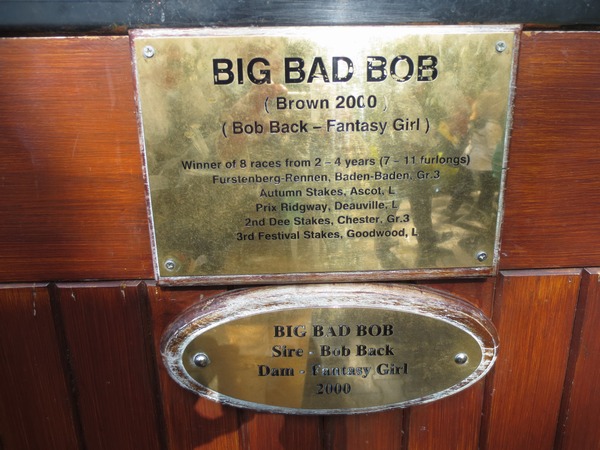 BIG BAD BOB
( Brown 2000 )
( Bob Back – Fantasy Girl )
Winner of 8 races from 2 – 4 years (7 – 11 furlongs)
Furstenberg-Rennen, Baden-Baden, Gr.3
Autumn Stakes, Ascot, L
Prix Ridgway, Deauville, L
2nd Dee Stakes, Chester, Gr.3
3rd Festival Stakes, Goodwood, L
BIG BAD BOB
Sire - Bob Back
Dam - Fantasy Girl
2000